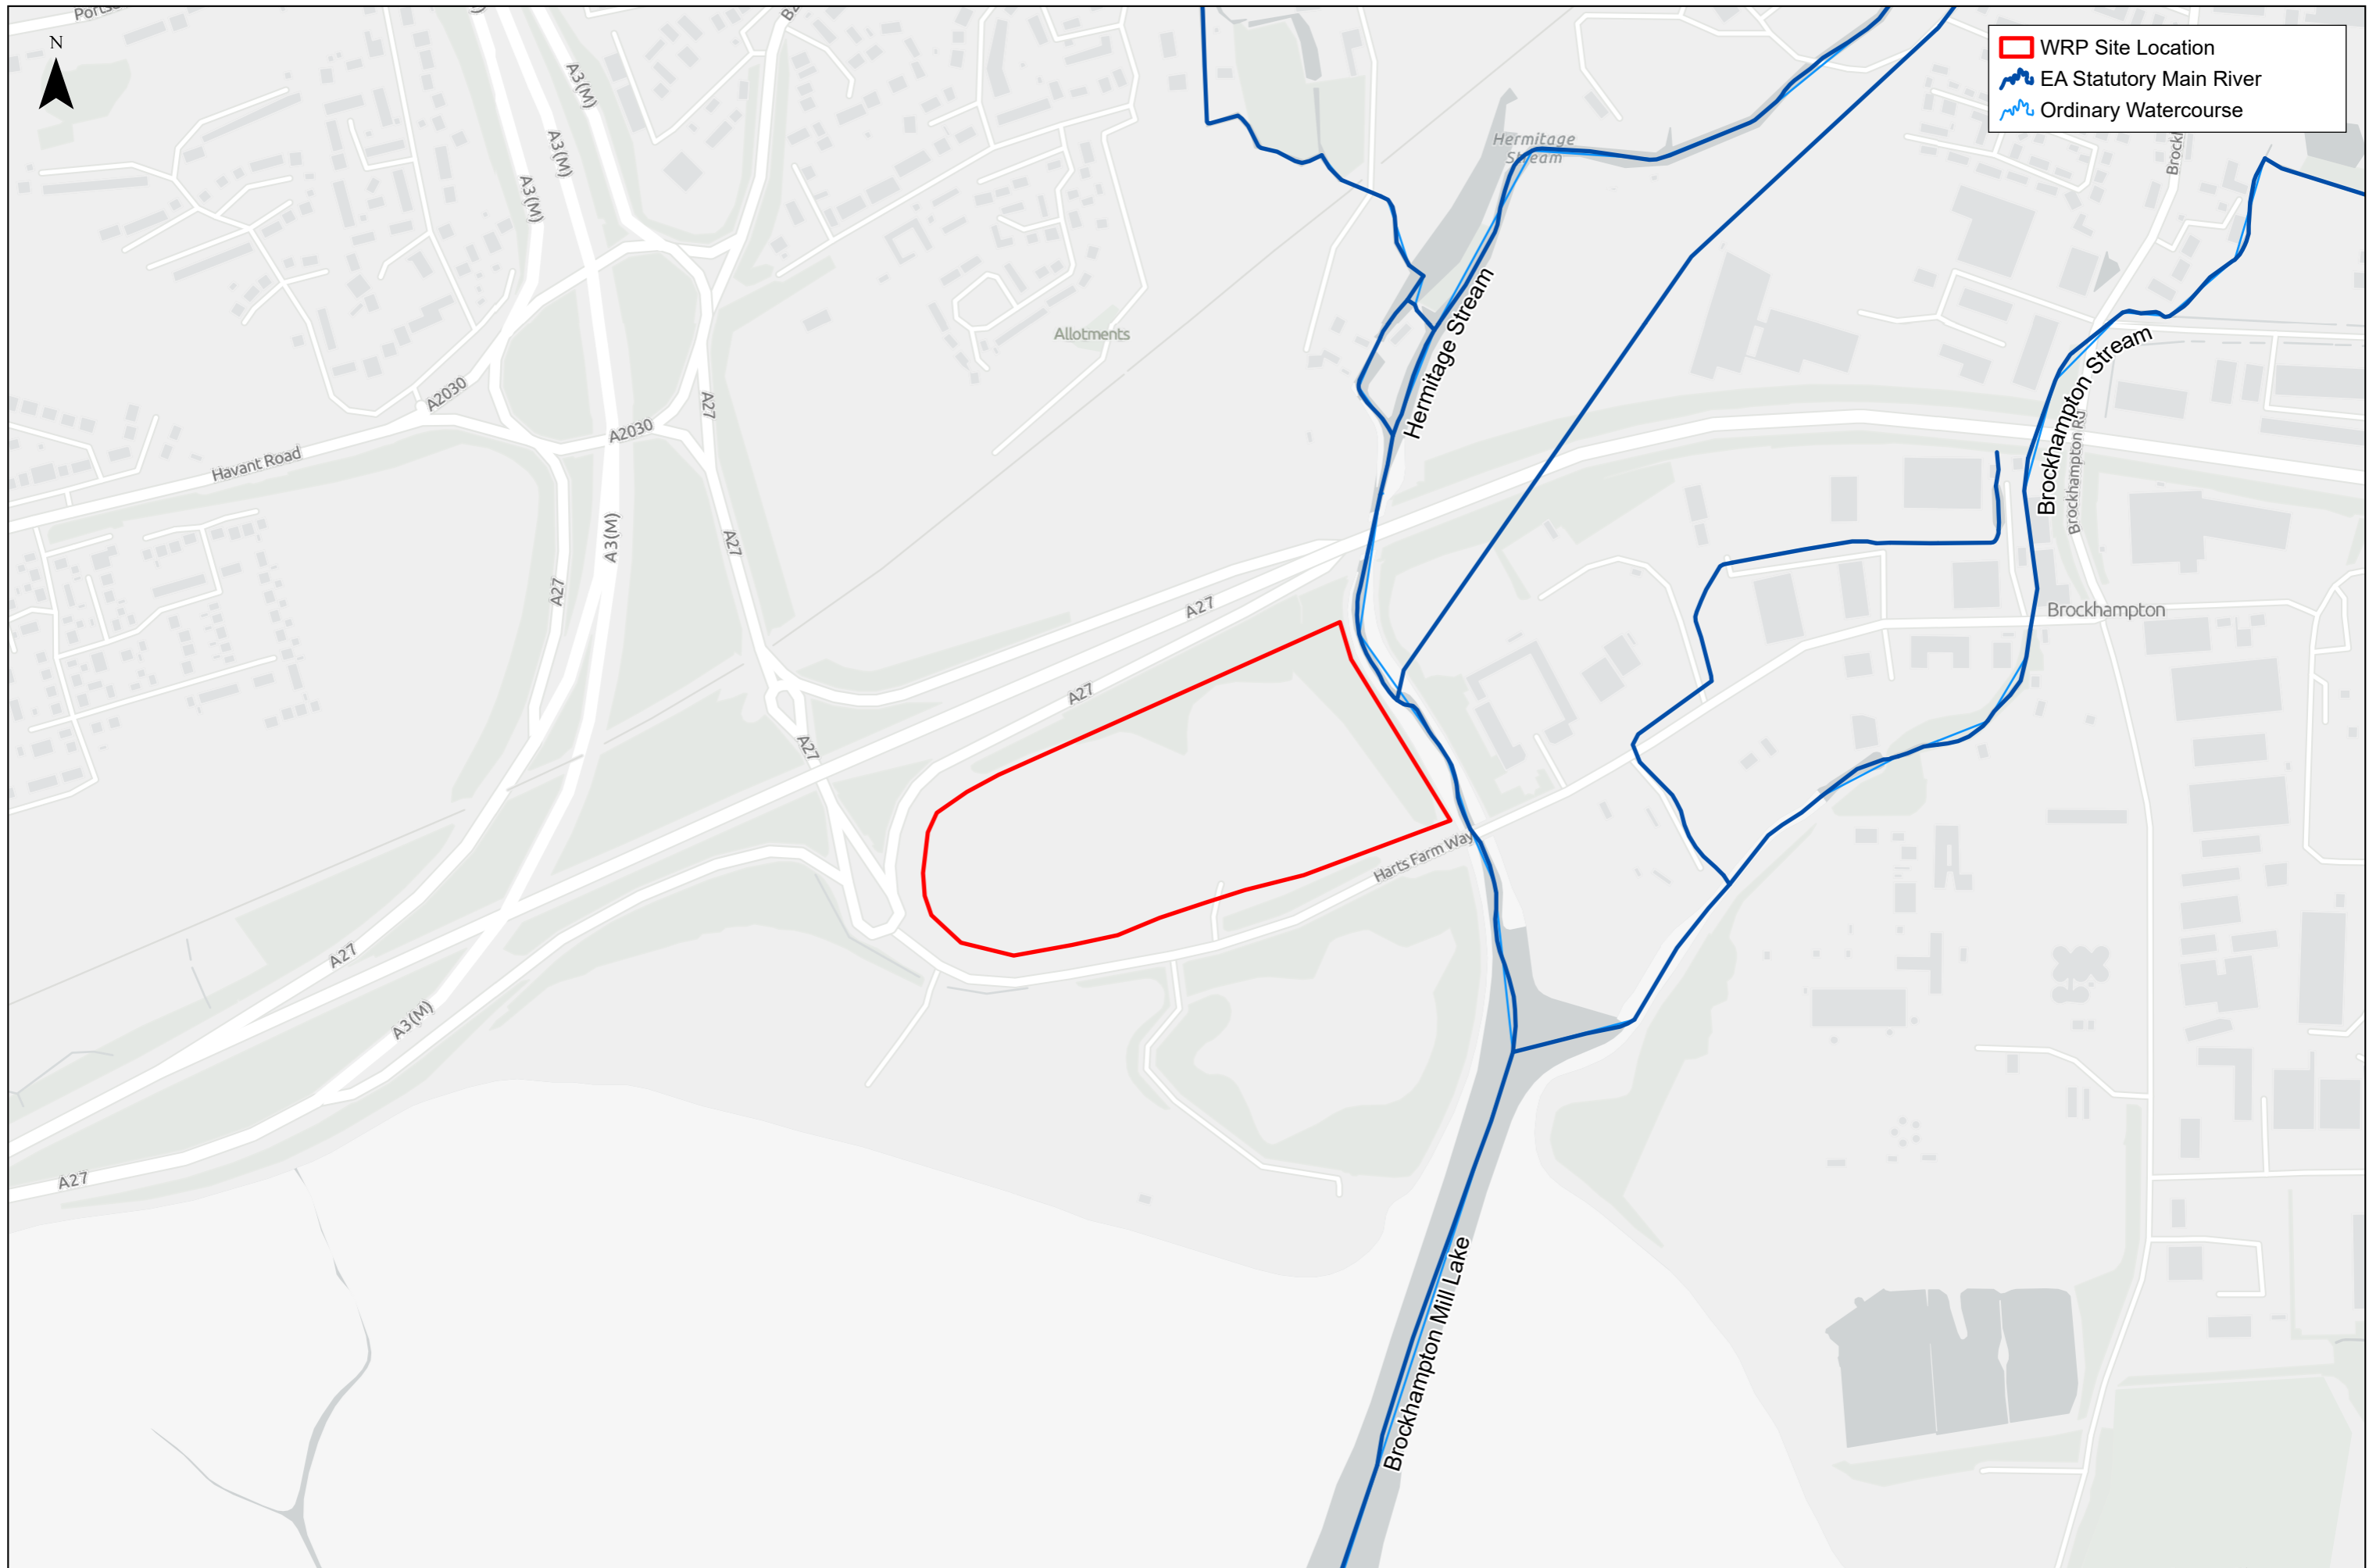 N
WRP Site Location
EA Statutory Main River
Ordinary Watercourse
A3(M)
A3(M)
A3(M)
Hermitage
Stream
Hermitage Stream
Allotments
A2030
A27
A2030
Havant Road
Brockhampton Stream
Brockhampton Rd
A3(M)
A27
A27
A27
Brockhampton
A27
A27
Harts Farm Way
A27
A3(M)
A27
Brockhampton Mill Lake